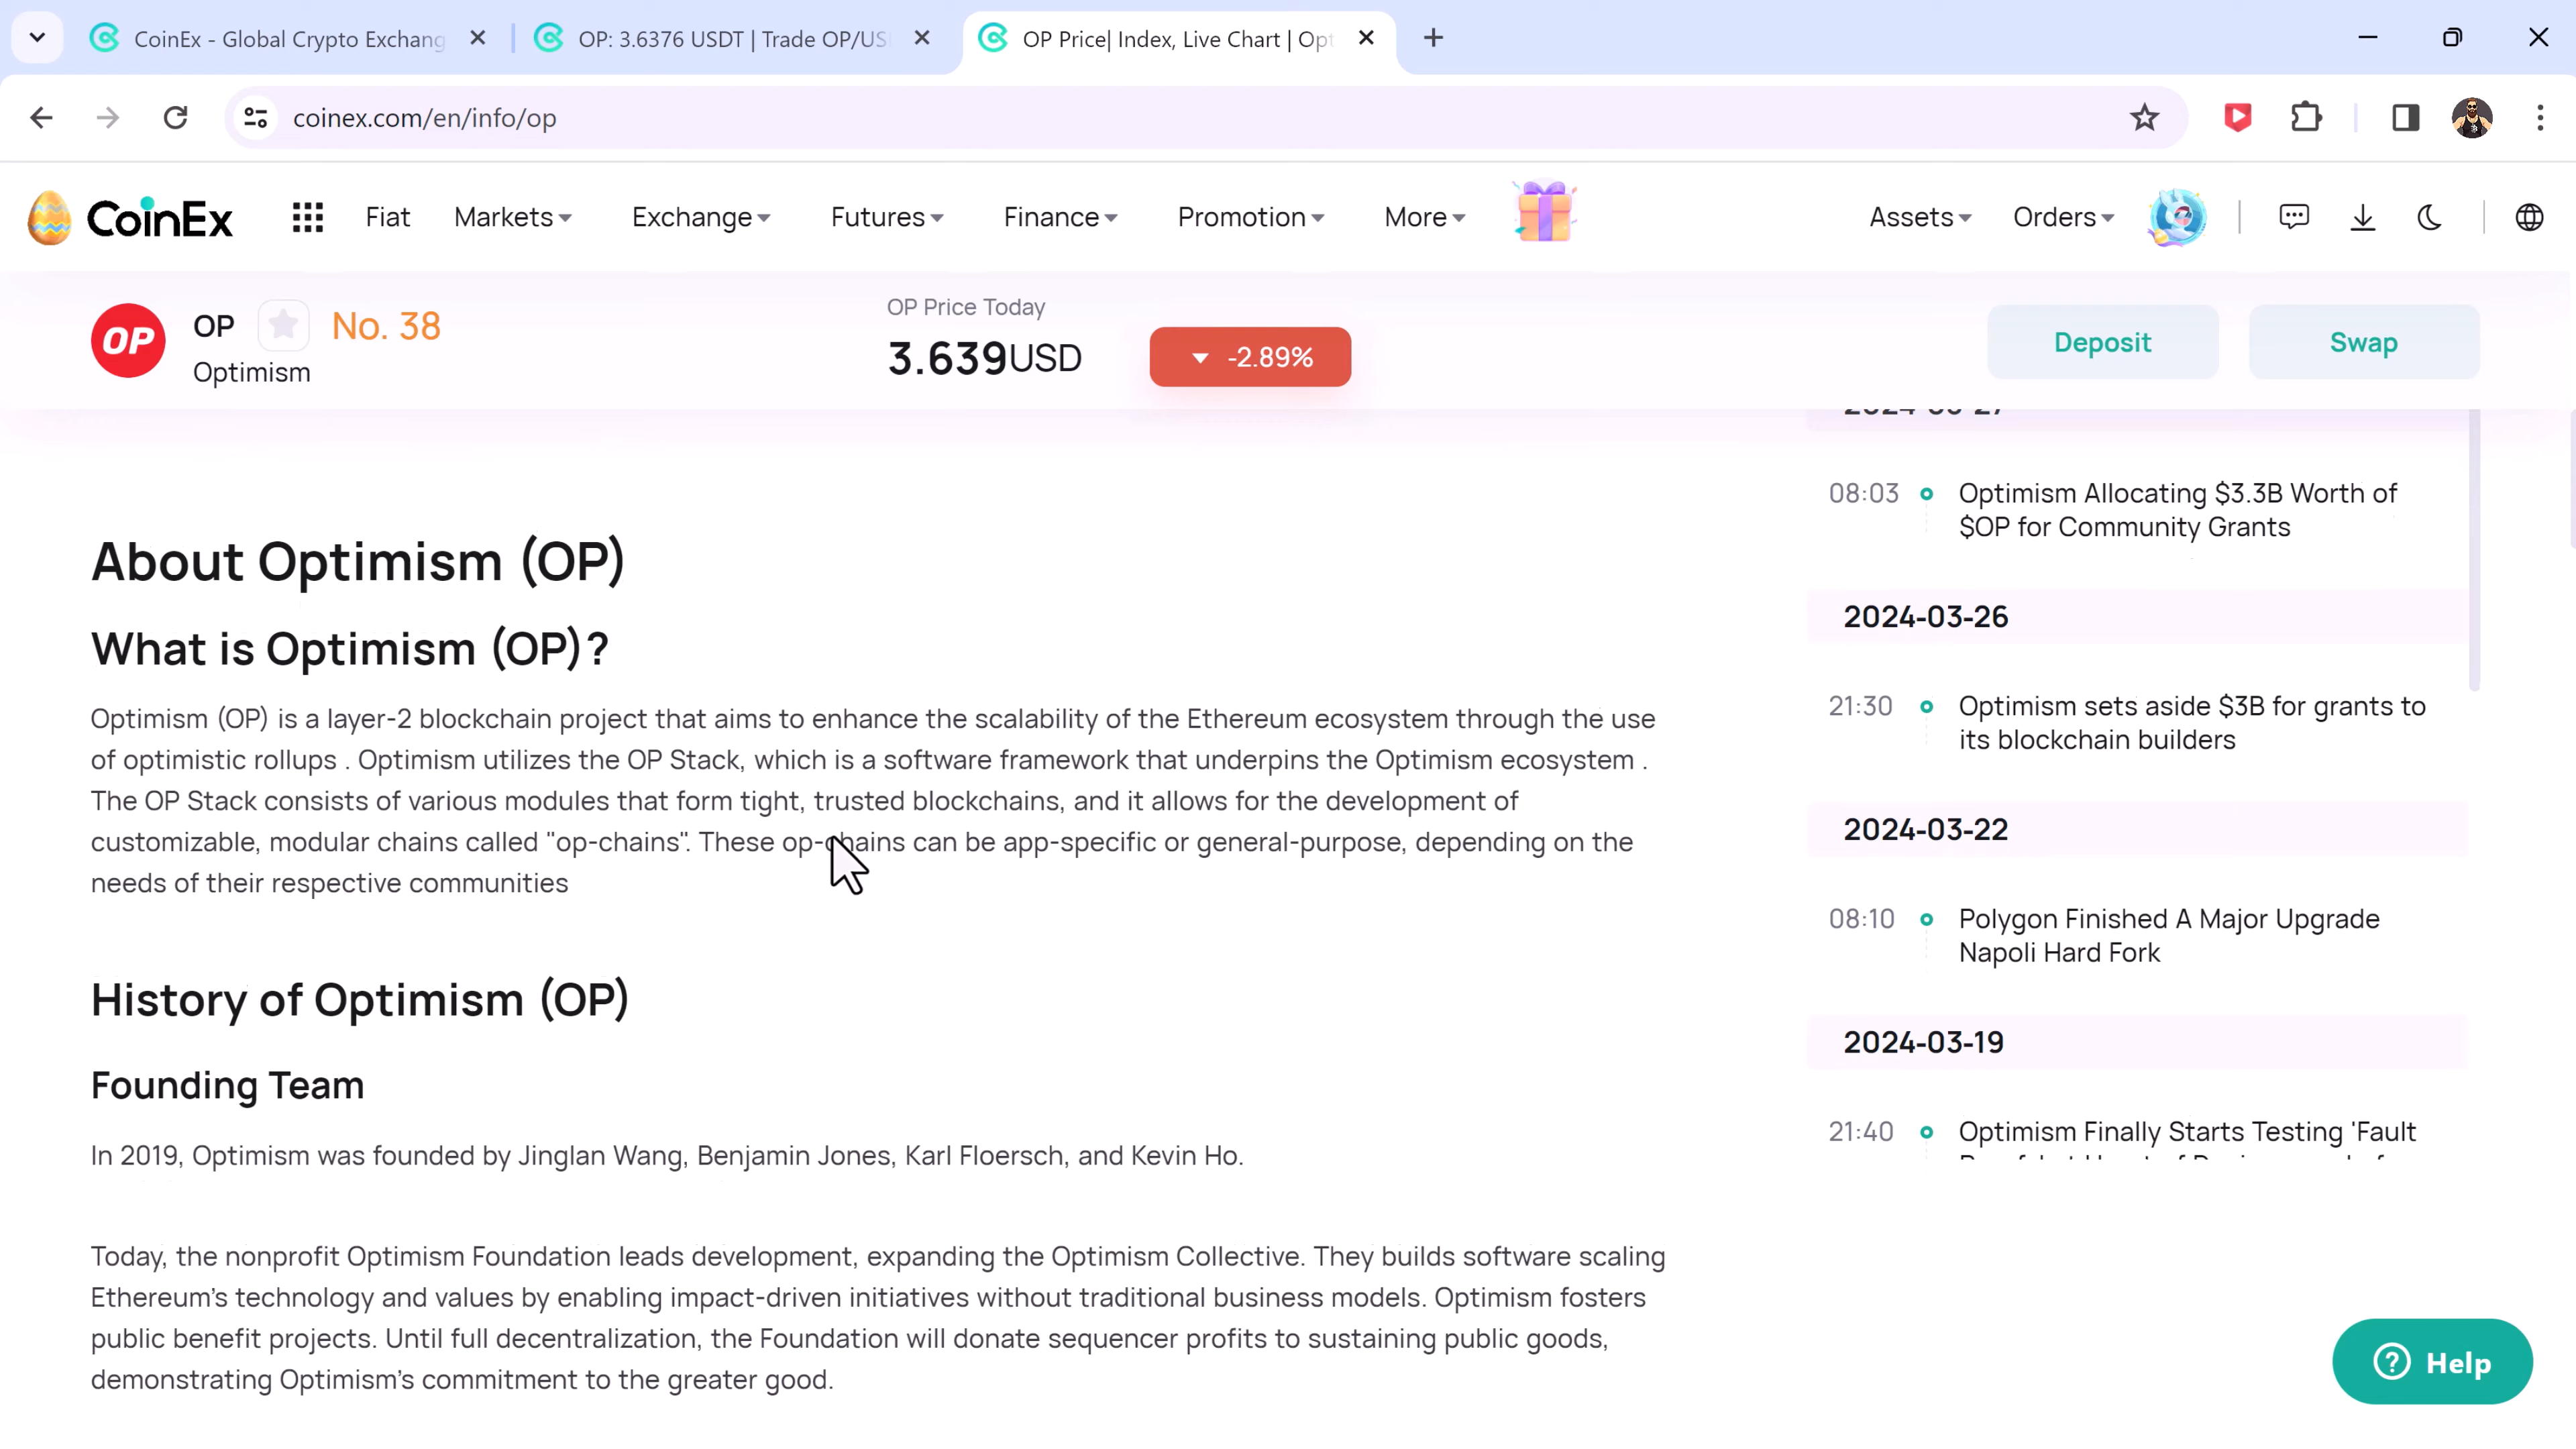 CoinEx - Global Crypto Exchang
OP: 3.6376 USDT | Trade OP/US
OP Price| Index, Live Chart | Opt
coinex.com/en/info/op
CoinEx
Fiat
Markets
Exchange
Futures
Finance
Promotion
More
Assets
Orders
OP
OP
No. 38
Optimism
OP Price Today
3.639USD
-2.89%
Deposit
Swap
About Optimism (OP)
What is Optimism (OP)?
Optimism (OP) is a layer-2 blockchain project that aims to enhance the scalability of the Ethereum ecosystem through the use
of optimistic rollups . Optimism utilizes the OP Stack, which is a software framework that underpins the Optimism ecosystem .
The OP Stack consists of various modules that form tight, trusted blockchains, and it allows for the development of
customizable, modular chains called "op-chains". These op-chains can be app-specific or general-purpose, depending on the
needs of their respective communities
History of Optimism (OP)
Founding Team
In 2019, Optimism was founded by Jinglan Wang, Benjamin Jones, Karl Floersch, and Kevin Ho.
Today, the nonprofit Optimism Foundation leads development, expanding the Optimism Collective. They builds software scaling
Ethereum's technology and values by enabling impact-driven initiatives without traditional business models. Optimism fosters
public benefit projects. Until full decentralization, the Foundation will donate sequencer profits to sustaining public goods,
demonstrating Optimism's commitment to the greater good.
08:03
Optimism Allocating $3.3B Worth of
$OP for Community Grants
2024-03-26
21:30
Optimism sets aside $3B for grants to
its blockchain builders
2024-03-22
08:10
Polygon Finished A Major Upgrade
Napoli Hard Fork
2024-03-19
21:40
Optimism Finally Starts Testing 'Fault
Help